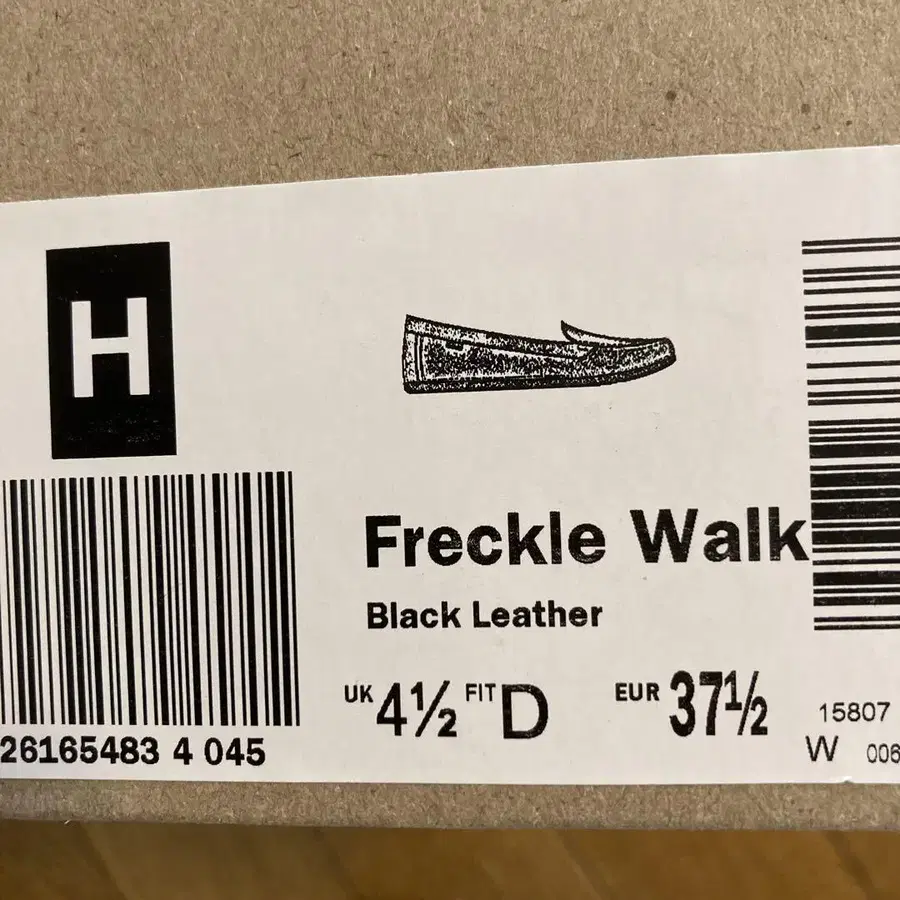 H
Freckle Walk
Black Leather
UK 4½ FIT D EUR 37½
26165483 4 045
15807
W 006